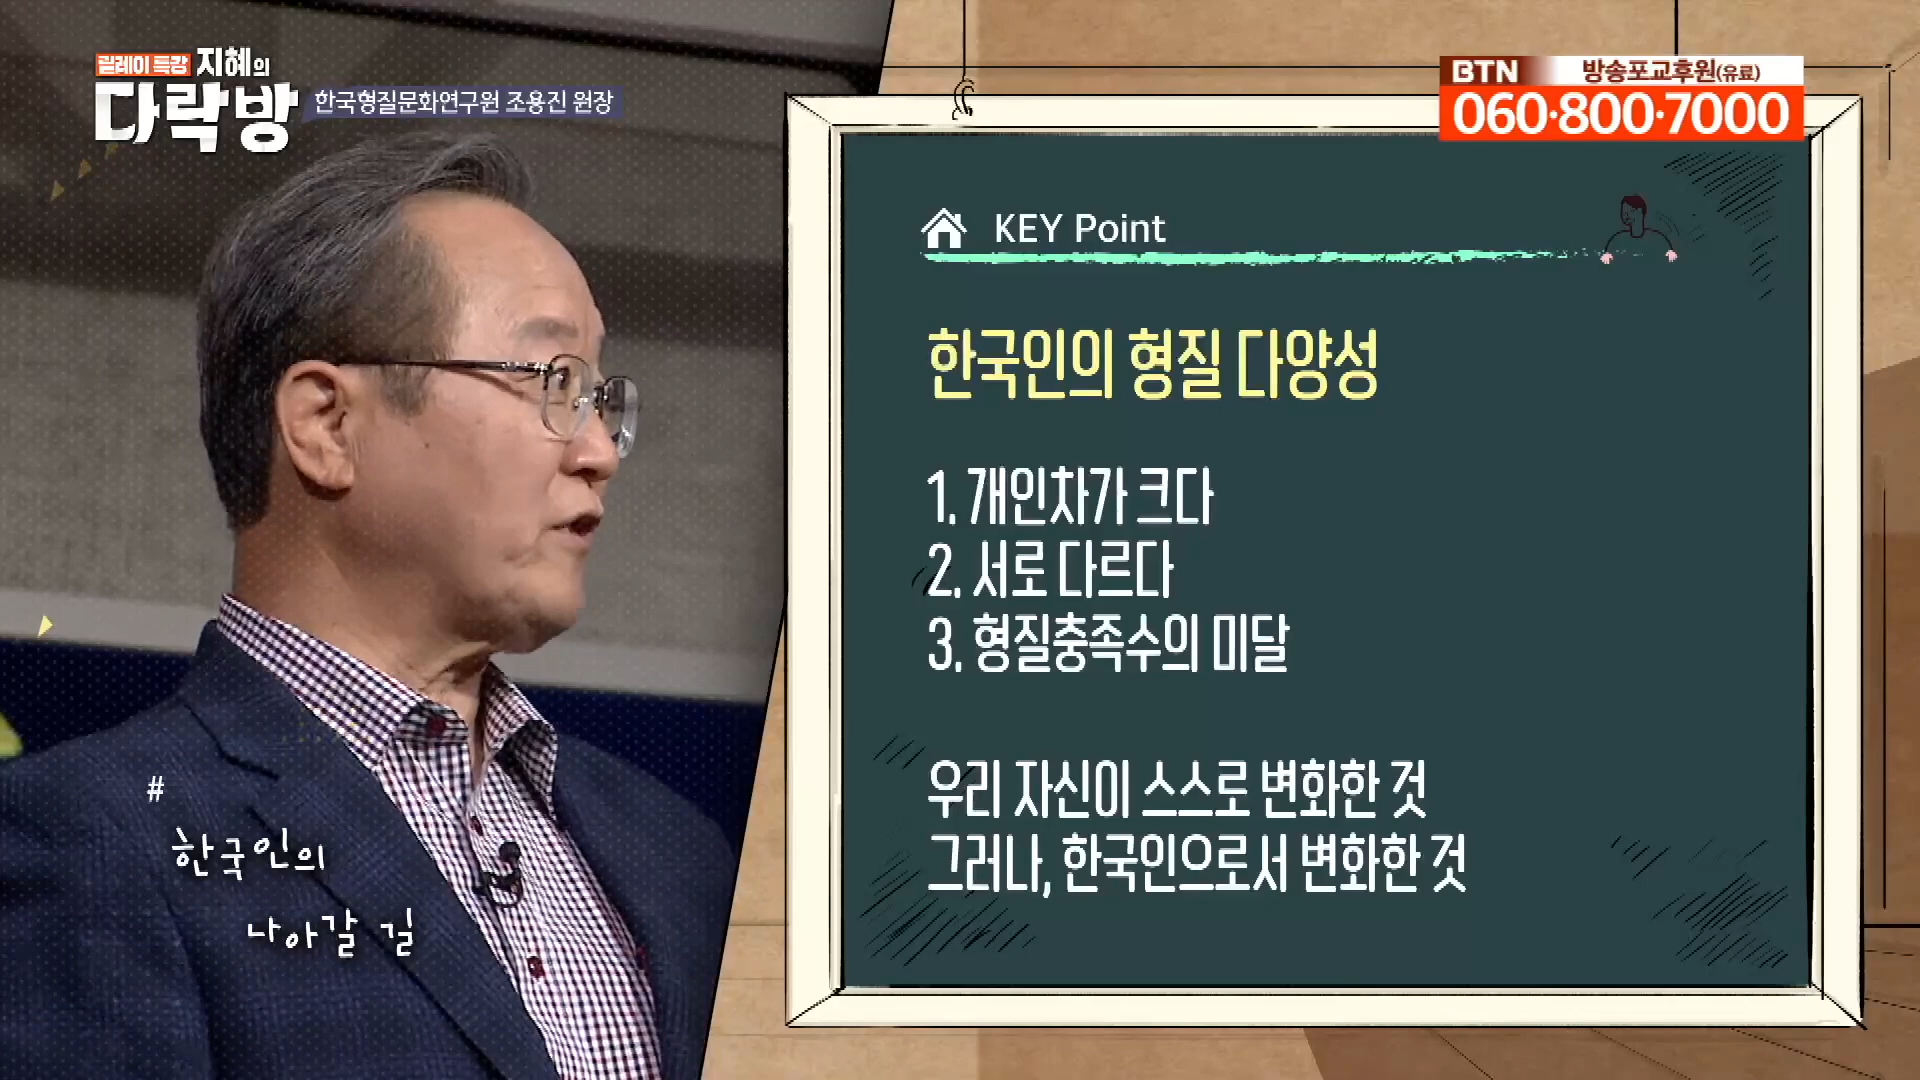 릴레이 특강 지혜의
다락방
한국형질문화연구원 조용진 원장
BTN 방송포교후원(유료)
060·800·7000
KEY Point
한국인의 형질 다양성
1. 개인차가 크다
2. 서로 다르다
3. 형질충족수의 미달
우리 자신이 스스로 변화한 것
그러나, 한국인으로서 변화한 것
#
한국인의
나아갈 길